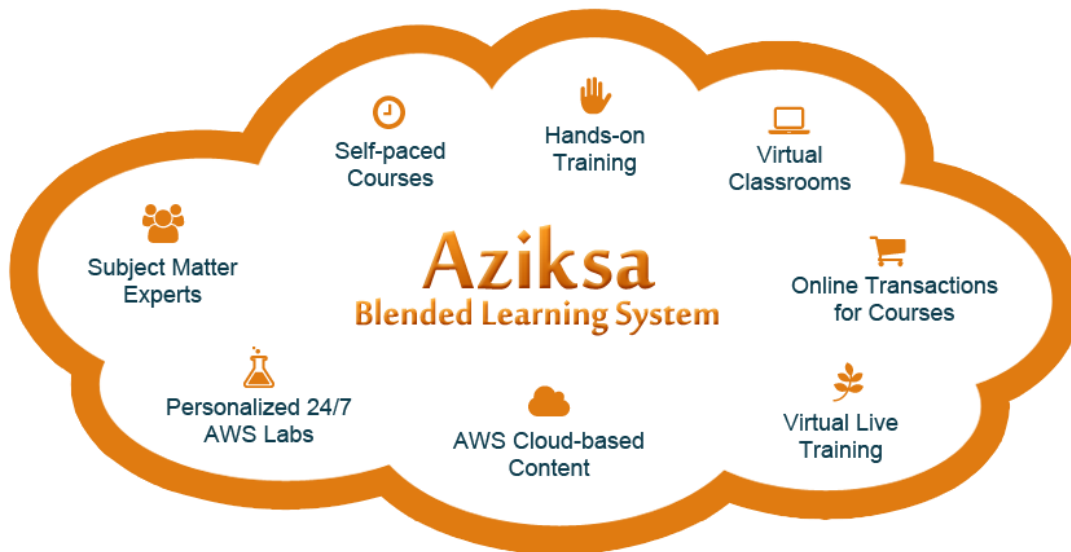 Self-paced
Courses
Hands-on
Training
Virtual
Classrooms
Subject Matter
Experts
Aziksa
Blended Learning System
Online Transactions
for Courses
Personalized 24/7
AWS Labs
AWS Cloud-based
Content
Virtual Live
Training